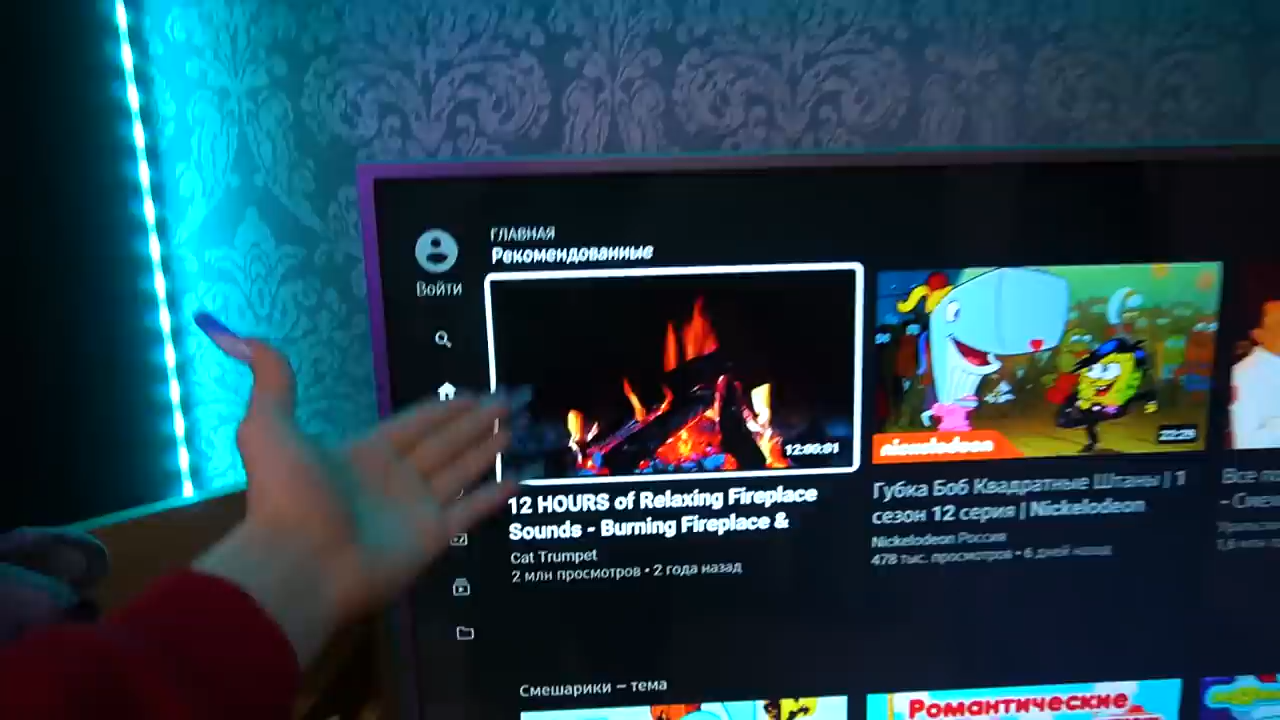 ГЛАВНАЯ
Рекомендованные
Войти
12:00:01
nickelodeon
12 HOURS of Relaxing Fireplace
Sounds - Burning Fireplace &
Cat Trumpet
2 млн просмотров • 2 года назад
Губка Боб Квадратные Штаны | 1
сезон 12 серия | Nickelodeon
Nickelodeon Россия
478 тыс. просмотров • 6 дней назад
Все
Смешарики – тема
Романтические